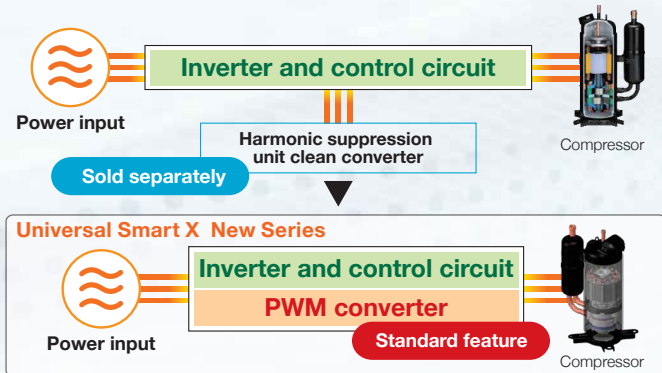 Inverter and control circuit
Power input
Harmonic suppression
unit clean converter
Compressor
Sold separately
Universal Smart X New Series
Inverter and control circuit
PWM converter
Power input
Standard feature
Compressor